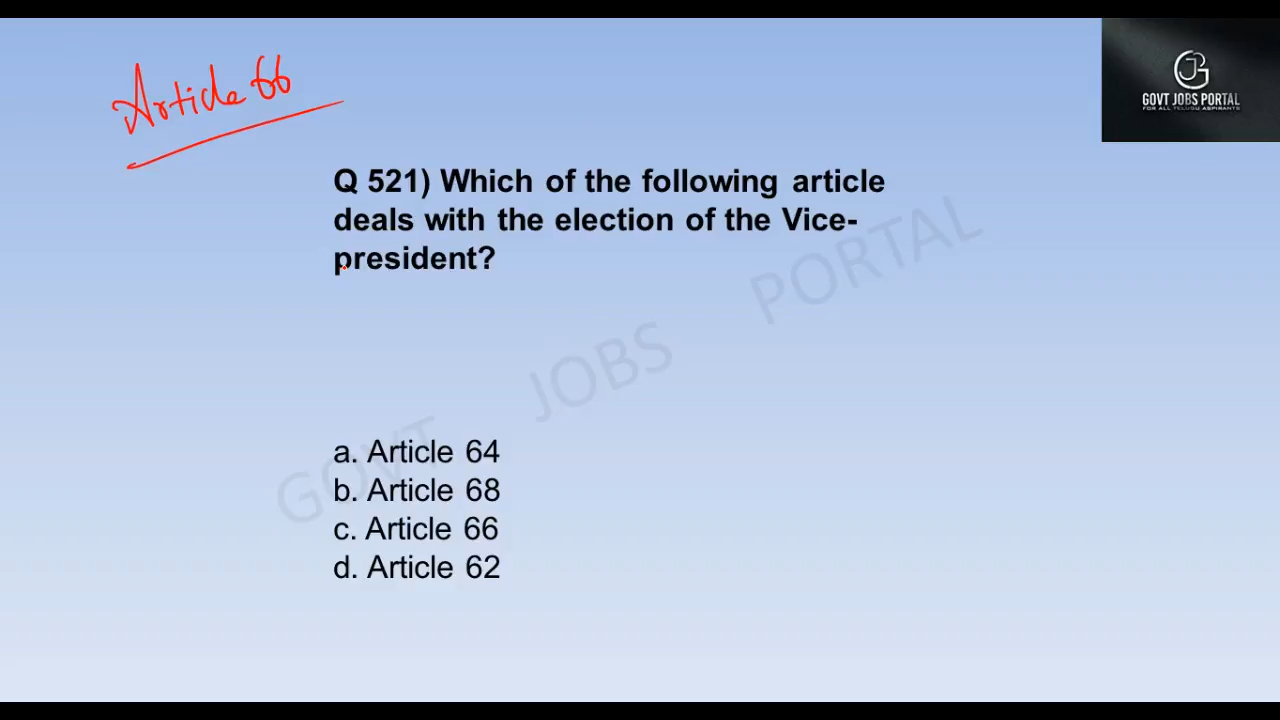 Article 66
GOVT JOBS PORTAL
FOR ALL TELUGU ASPIRANTS
Q 521) Which of the following article
deals with the election of the Vice-
president?
GOVT JOBS PORTAL
a. Article 64
b. Article 68
c. Article 66
d. Article 62